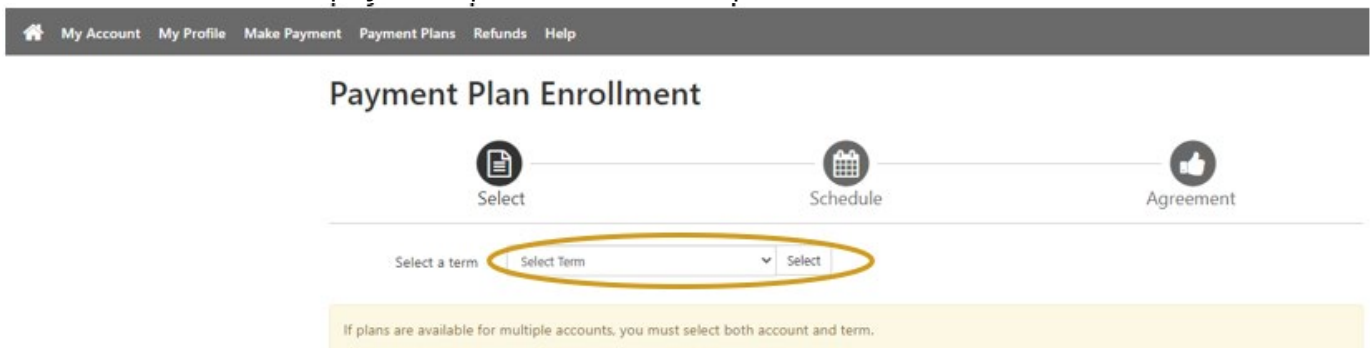 My Account My Profile Make Payment Payment Plans Refunds Help
Payment Plan Enrollment
Select Schedule Agreement
Select a term Select Term Select
If plans are available for multiple accounts, you must select both account and term.